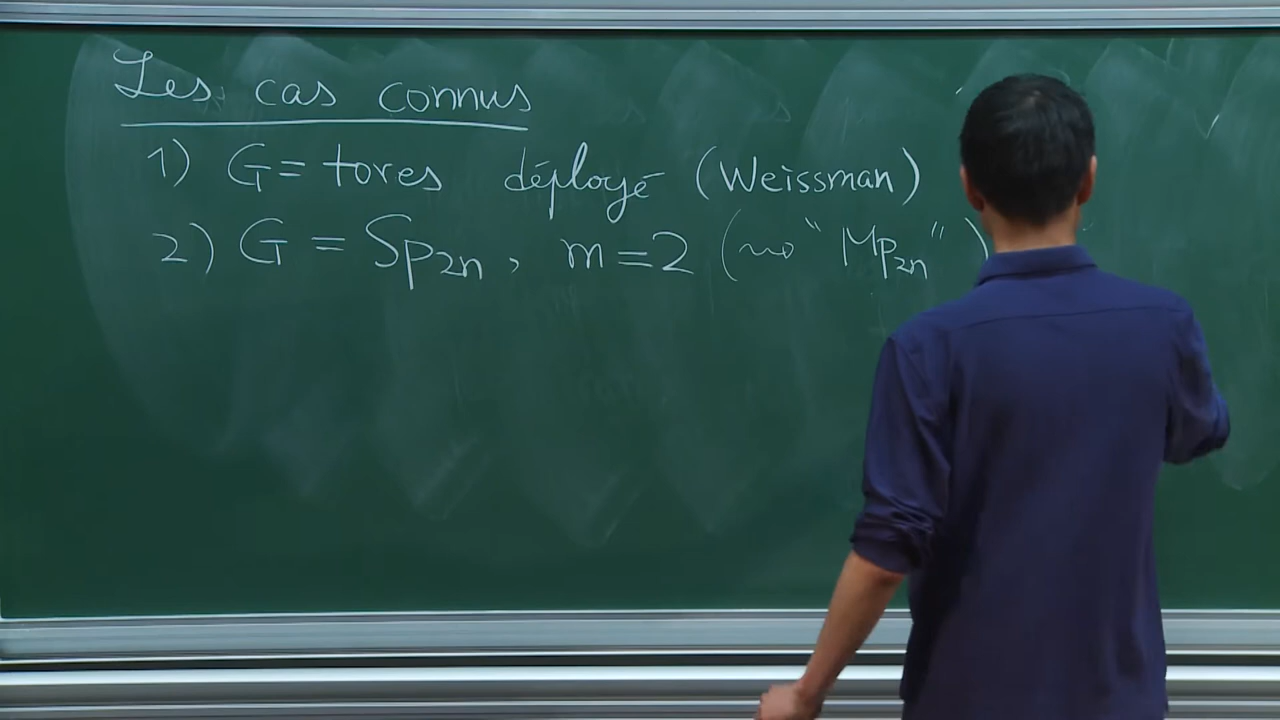 Les cas connus
1) G = tores déployé (Weissman)
2) G = Sp₂ₙ, m = 2 (⇝ "Mp₂ₙ")